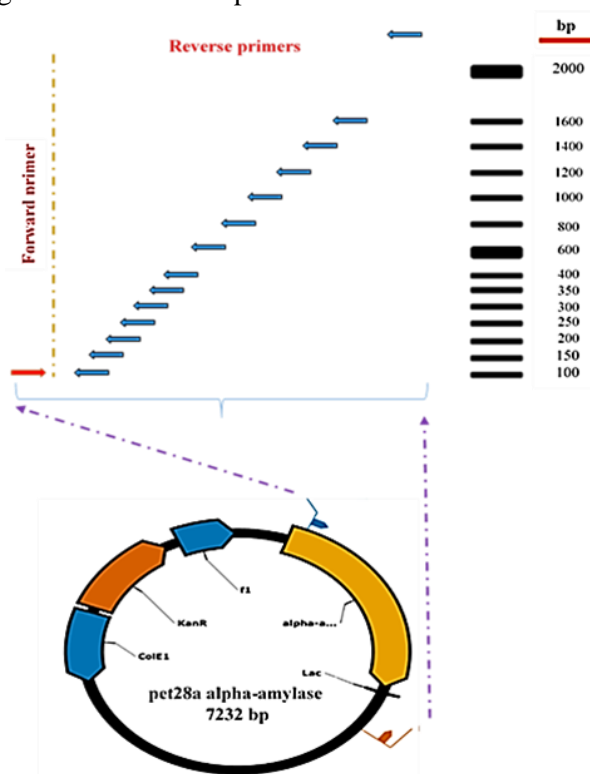 bp
Reverse primers
2000
Forward primer
1600
1400
1200
1000
800
600
400
350
300
250
200
150
100
f1
KanR
alpha-a...
ColE1
Lac
pet28a alpha-amylase
7232 bp